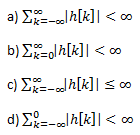 a) ∑_{k=-∞}^{∞}|h[k]| < ∞
b) ∑_{k=0}^{∞}|h[k]| < ∞
c) ∑_{k=-∞}^{∞}|h[k]| ≤ ∞
d) ∑_{k=-∞}^{0}|h[k]| < ∞